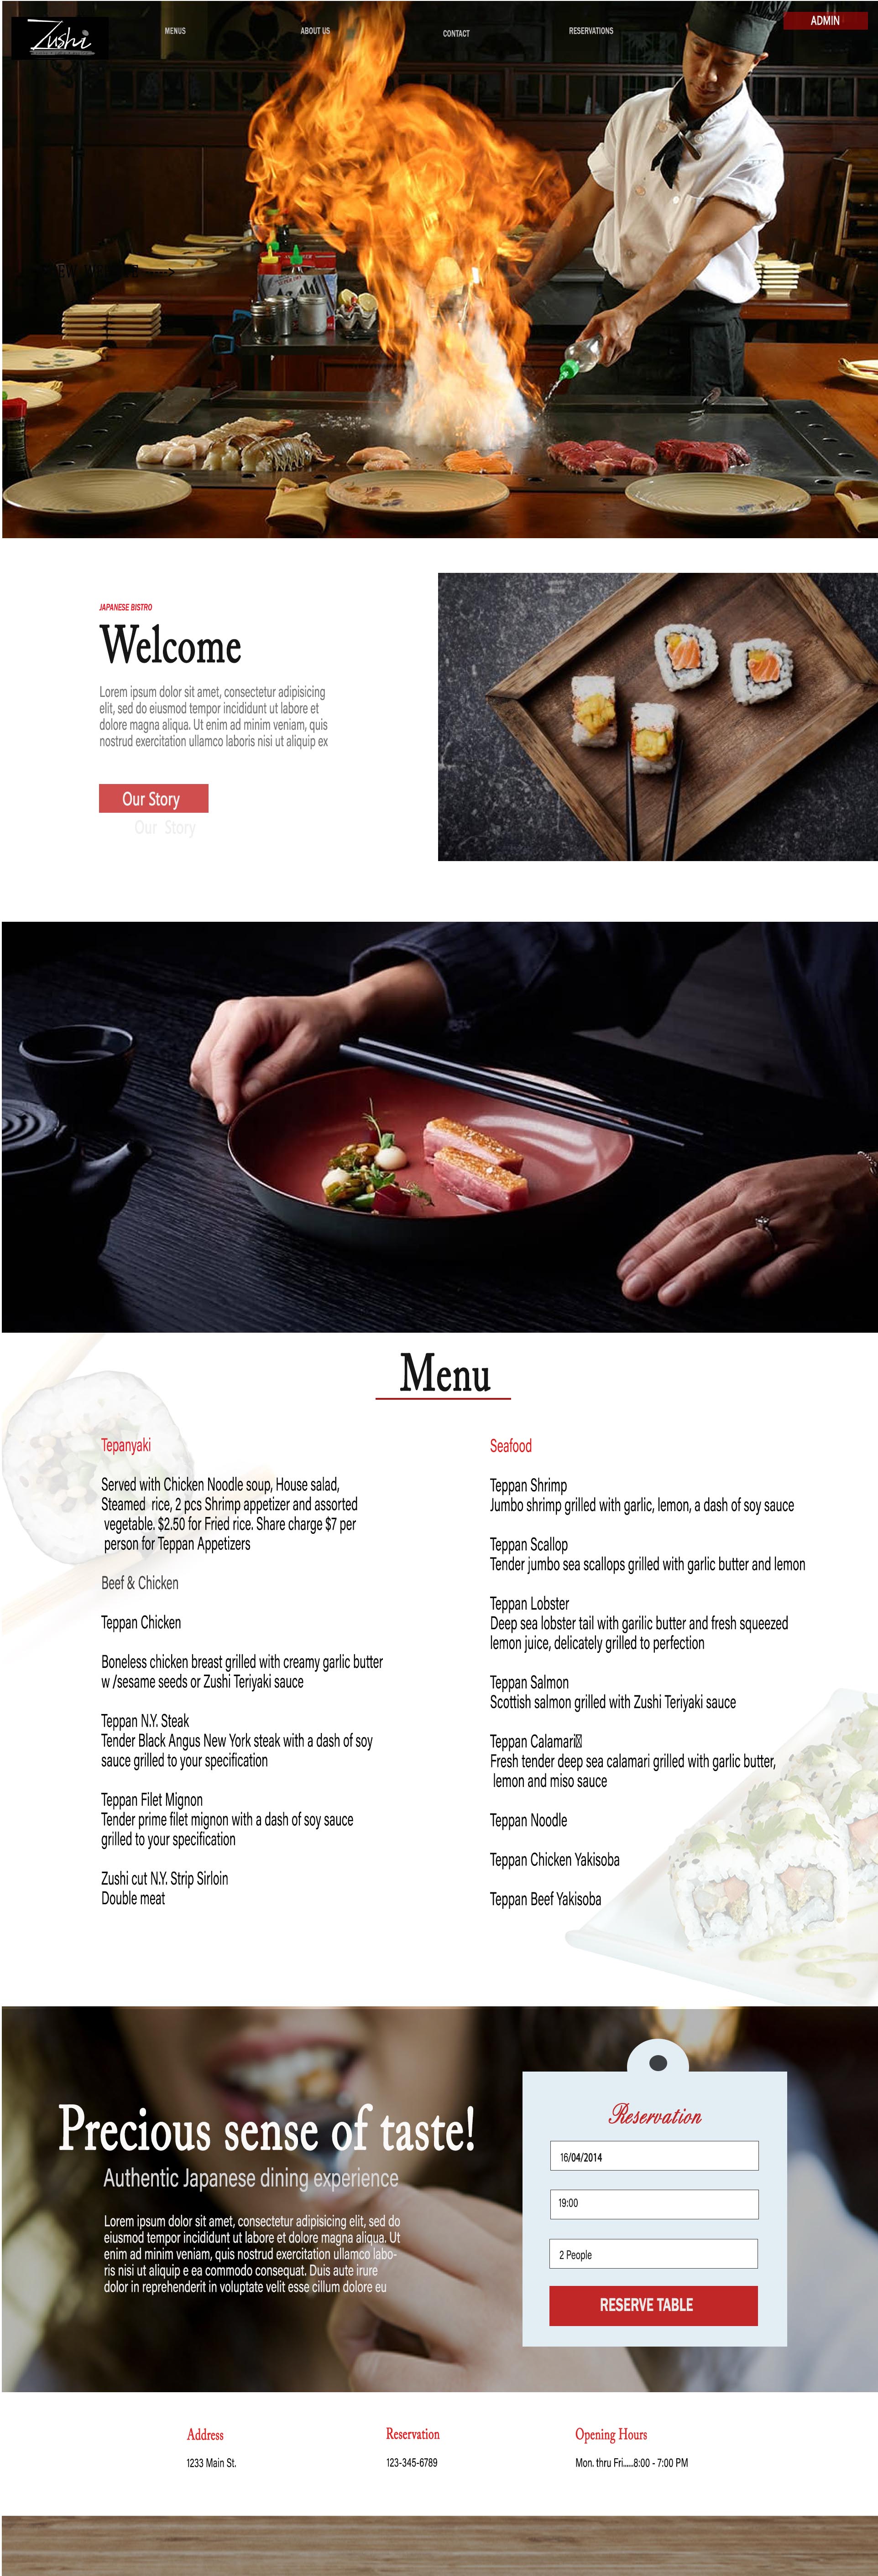 Zushi
MENUS
ABOUT US
CONTACT
RESERVATIONS
ADMIN
JAPANESE BISTRO
Welcome
Lorem ipsum dolor sit amet, consectetur adipisicing
elit, sed do eiusmod tempor incididunt ut labore et
dolore magna aliqua. Ut enim ad minim veniam, quis
nostrud exercitation ullamco laboris nisi ut aliquip ex
Our Story
Our Story
Menu
Tepanyaki
Served with Chicken Noodle soup, House salad,
Steamed rice, 2 pcs Shrimp appetizer and assorted
vegetable. $2.50 for Fried rice. Share charge $7 per
person for Teppan Appetizers
Beef & Chicken
Teppan Chicken
Boneless chicken breast grilled with creamy garlic butter
w /sesame seeds or Zushi Teriyaki sauce
Teppan N.Y. Steak
Tender Black Angus New York steak with a dash of soy
sauce grilled to your specification
Teppan Filet Mignon
Tender prime filet mignon with a dash of soy sauce
grilled to your specification
Zushi cut N.Y. Strip Sirloin
Double meat
Seafood
Teppan Shrimp
Jumbo shrimp grilled with garlic, lemon, a dash of soy sauce
Teppan Scallop
Tender jumbo sea scallops grilled with garlic butter and lemon
Teppan Lobster
Deep sea lobster tail with garilic butter and fresh squeezed
lemon juice, delicately grilled to perfection
Teppan Salmon
Scottish salmon grilled with Zushi Teriyaki sauce
Teppan Calamari
Fresh tender deep sea calamari grilled with garlic butter,
lemon and miso sauce
Teppan Noodle
Teppan Chicken Yakisoba
Teppan Beef Yakisoba
Precious sense of taste!
Authentic Japanese dining experience
Lorem ipsum dolor sit amet, consectetur adipisicing elit, sed do
eiusmod tempor incididunt ut labore et dolore magna aliqua. Ut
enim ad minim veniam, quis nostrud exercitation ullamco labo-
ris nisi ut aliquip e ea commodo consequat. Duis aute irure
dolor in reprehenderit in voluptate velit esse cillum dolore eu
Reservation
16/04/2014
19:00
2 People
RESERVE TABLE
Address
1233 Main St.
Reservation
123-345-6789
Opening Hours
Mon. thru Fri.....8:00 - 7:00 PM